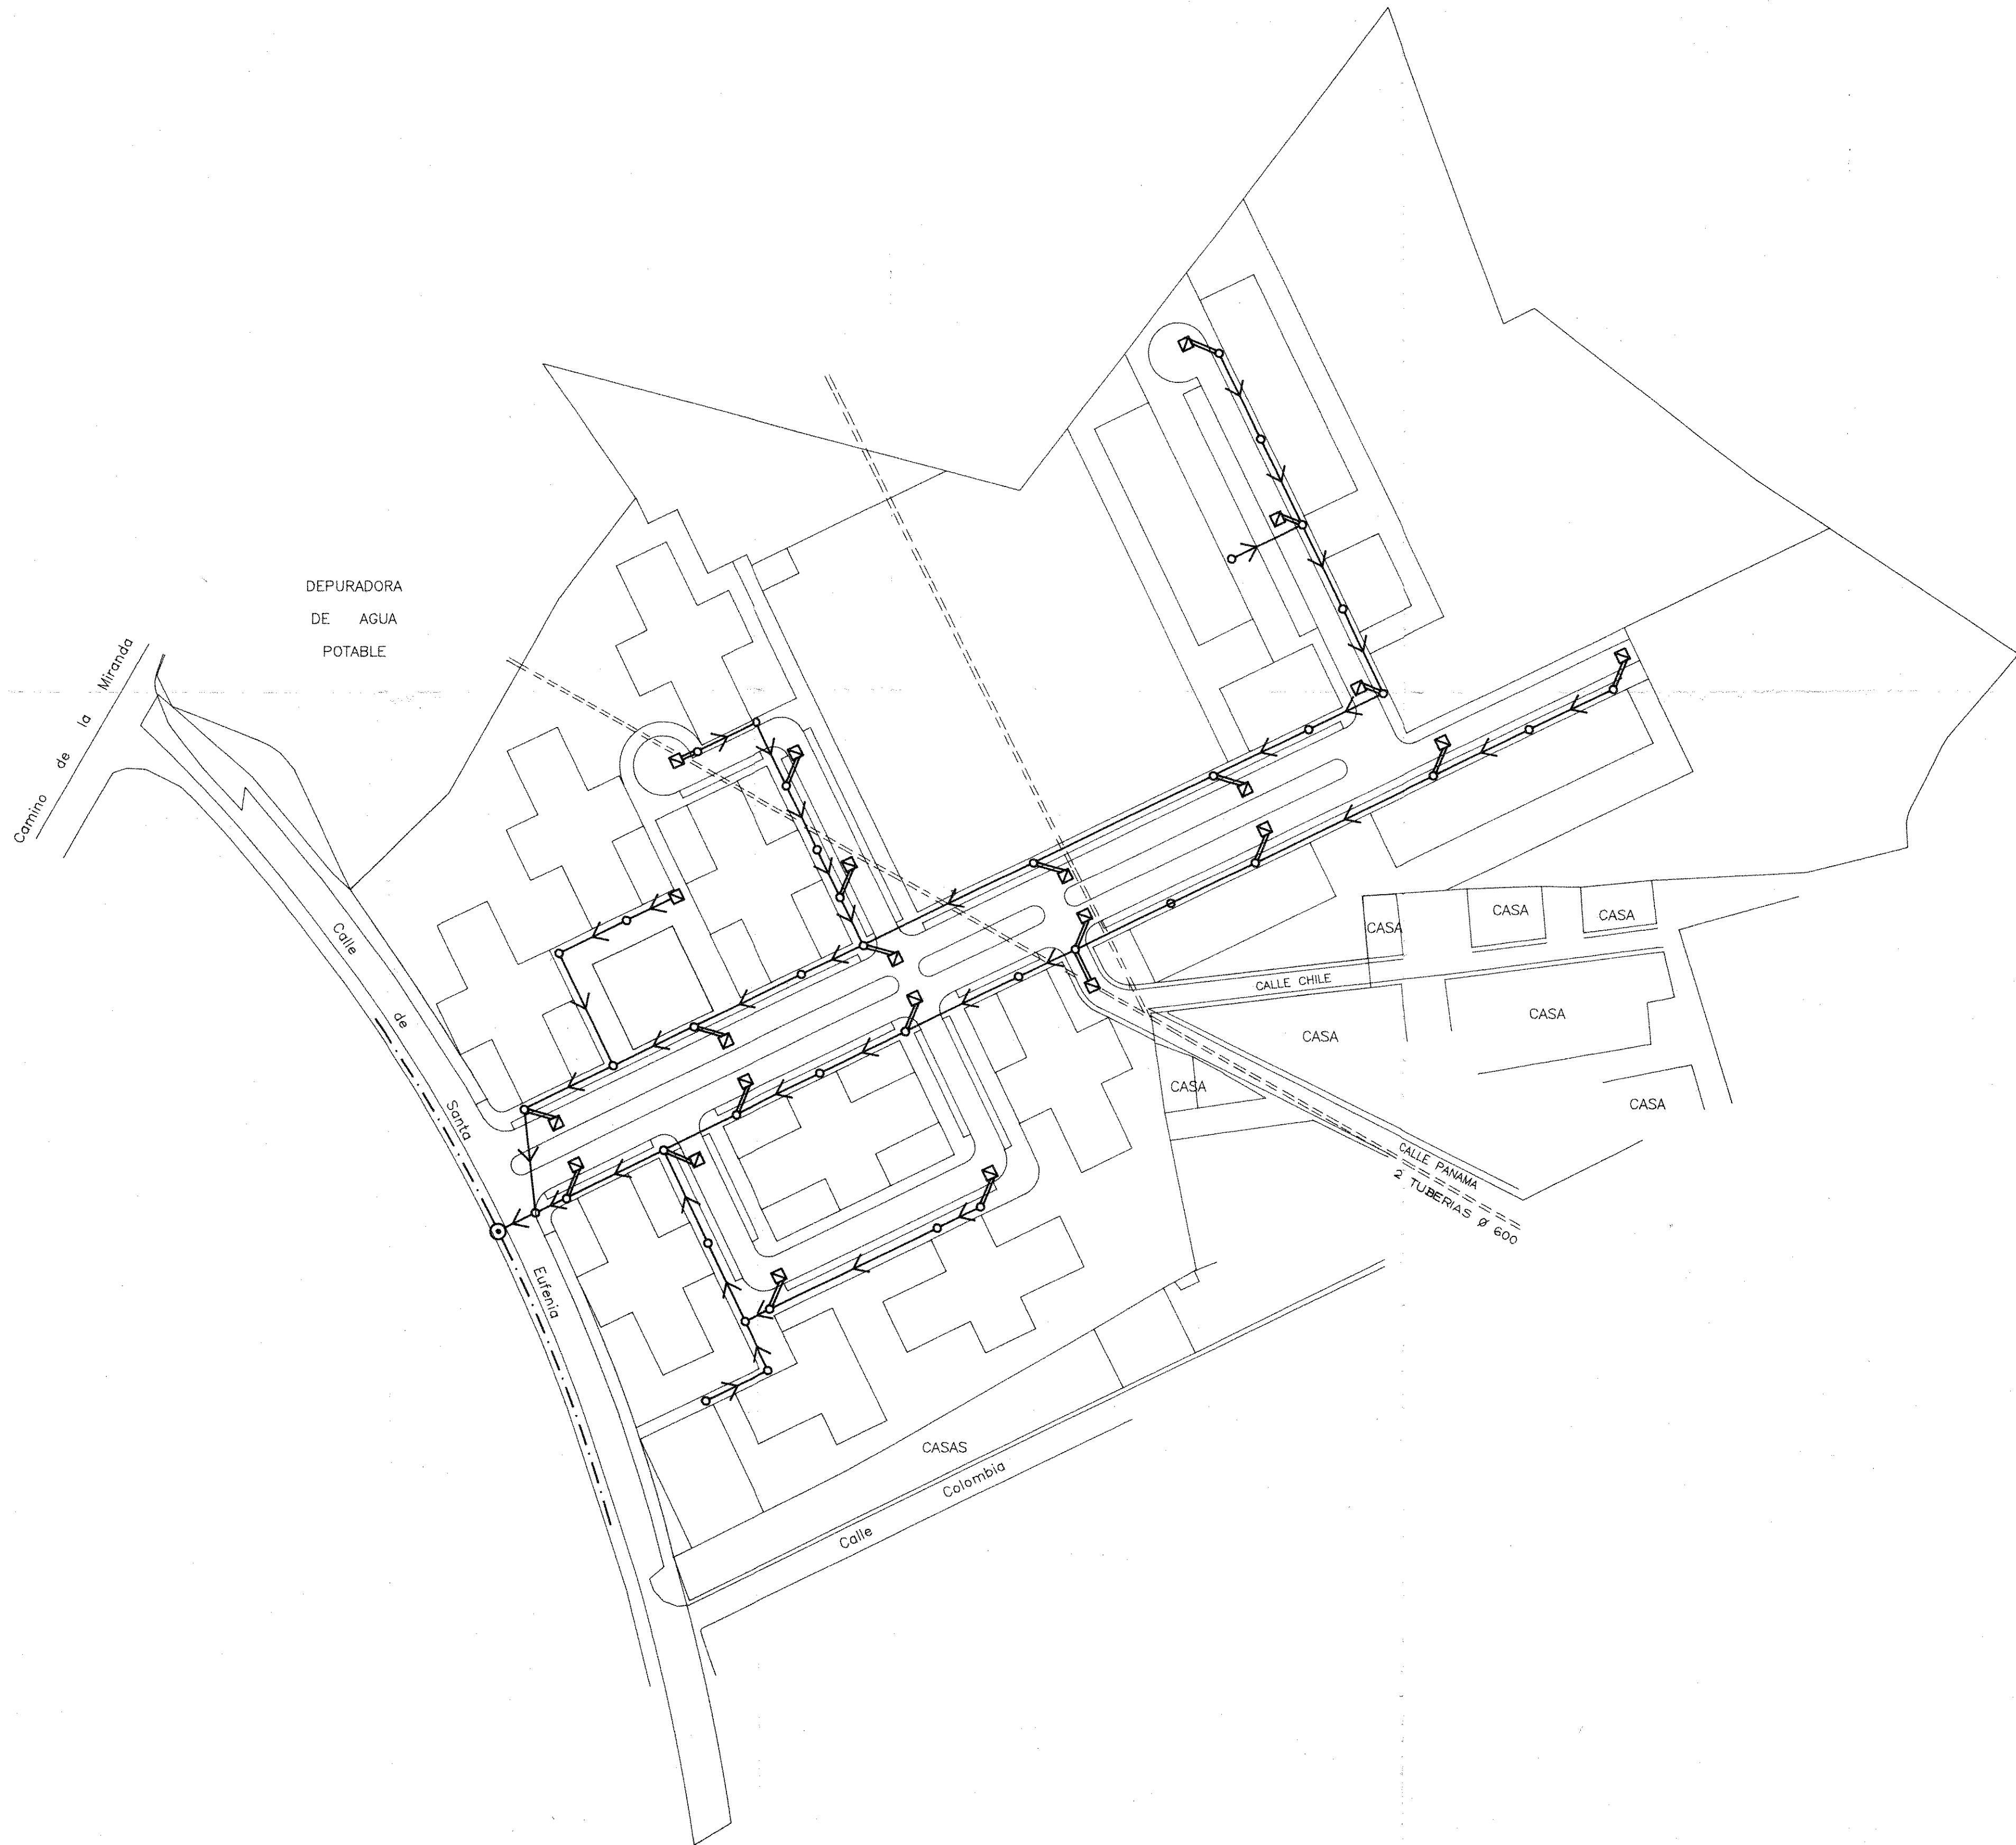 DEPURADORA
DE AGUA
POTABLE
Camino de la Miranda
Calle de Santa Eufenia
CASA
CASA
CASA
CALLE CHILE
CASA
CASA
CASA
CASA
CALLE PANAMA
2 TUBERIAS Ø 600
CASAS
Calle Colombia